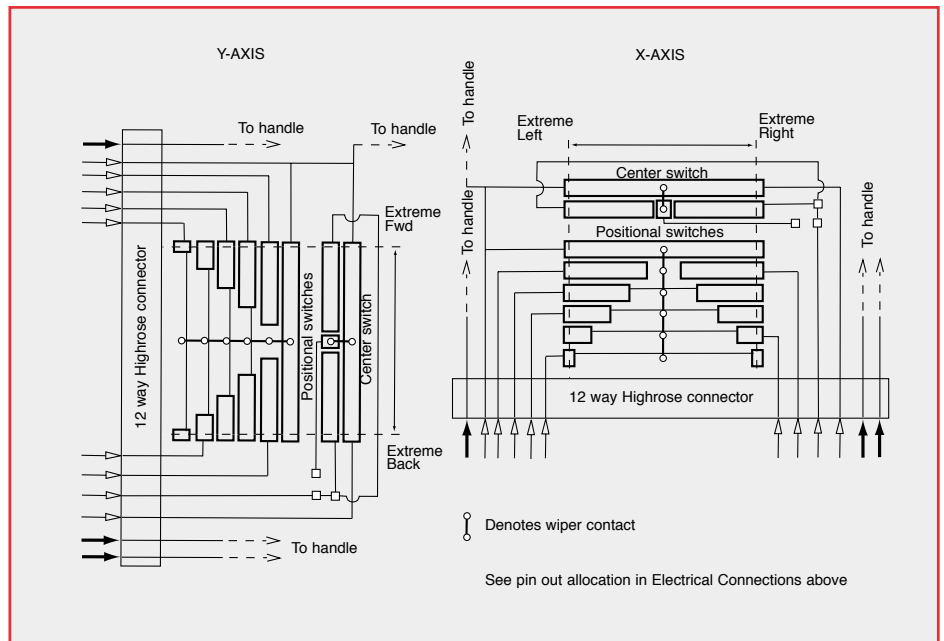 Y-AXIS
X-AXIS
To handle
To handle
Extreme
Fwd
12 way Highrose connector
Positional switches
Center switch
Extreme
Back
To handle
To handle
To handle
Extreme
Left
Extreme
Right
Center switch
Positional switches
To handle
12 way Highrose connector
Denotes wiper contact
See pin out allocation in Electrical Connections above